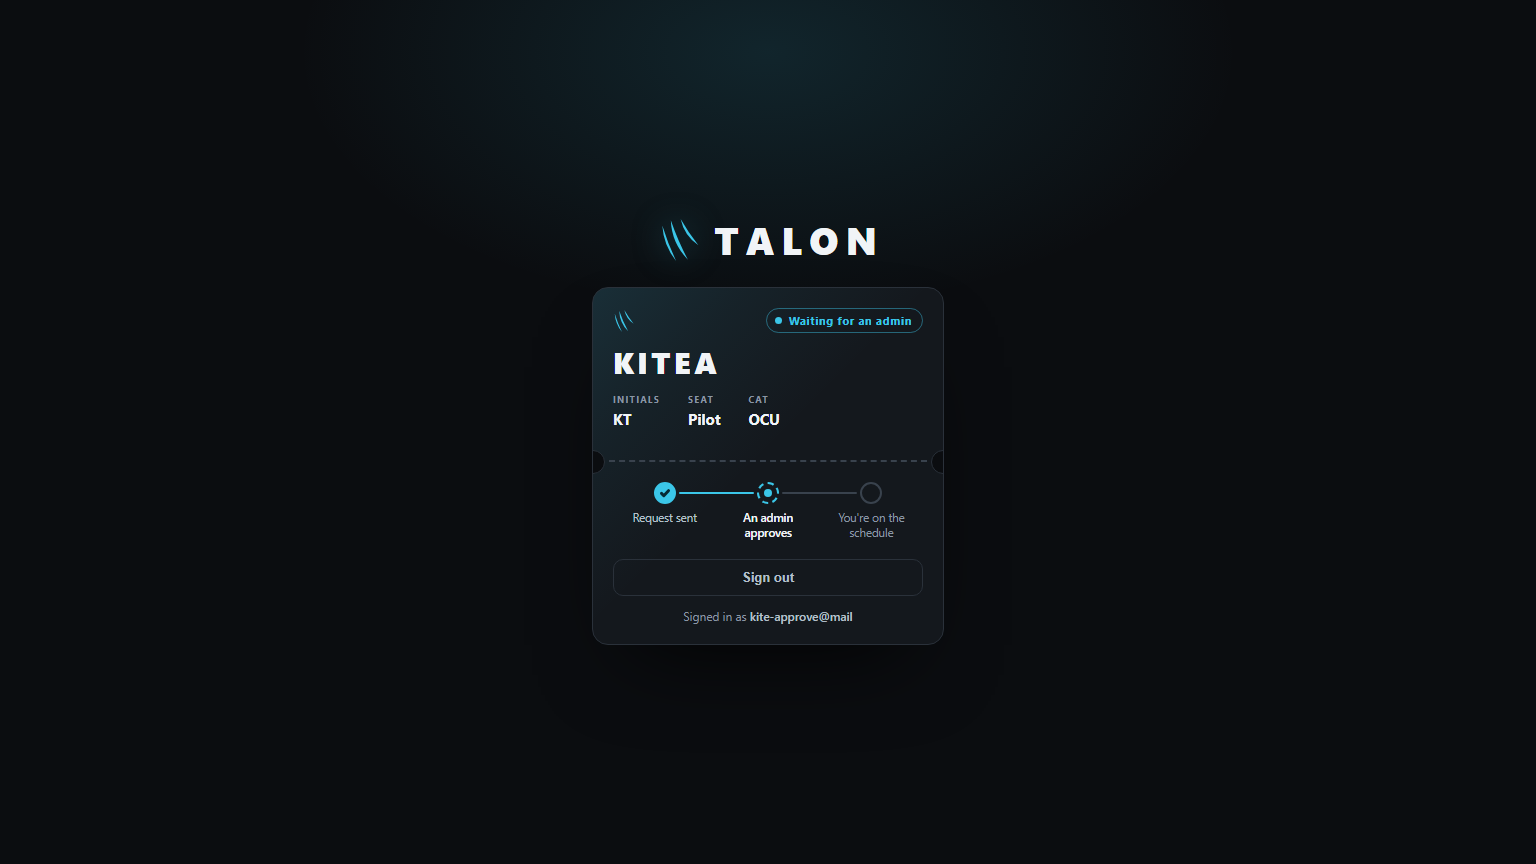 TALON
Waiting for an admin
KITEA
INITIALS SEAT CAT
KT Pilot OCU
Request sent An admin approves You're on the schedule
Sign out
Signed in as kite-approve@mail